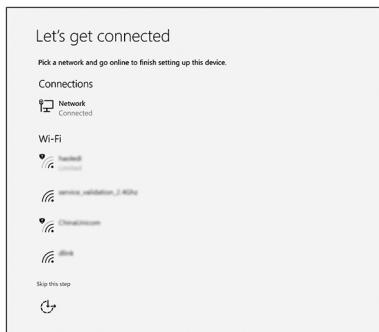 Let's get connected
Pick a network and go online to finish setting up this device.
Connections
Network
Connected
Wi-Fi
service_validation_2.4Ghz
ChinaUnicom
dlink
Skip this step